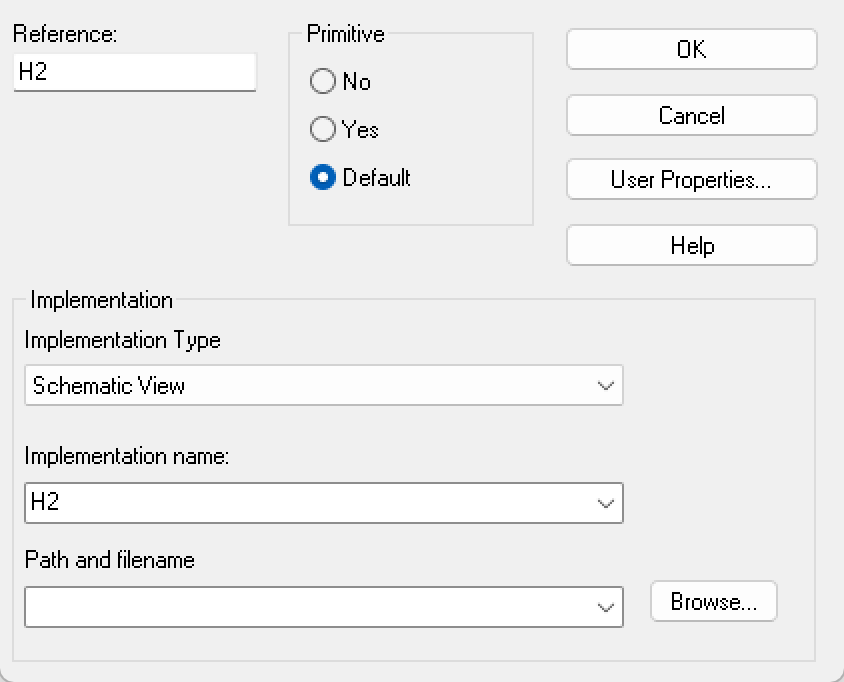 Reference:
H2
Primitive
No
Yes
Default
OK
Cancel
User Properties...
Help
Implementation
Implementation Type
Schematic View
Implementation name:
H2
Path and filename
Browse...